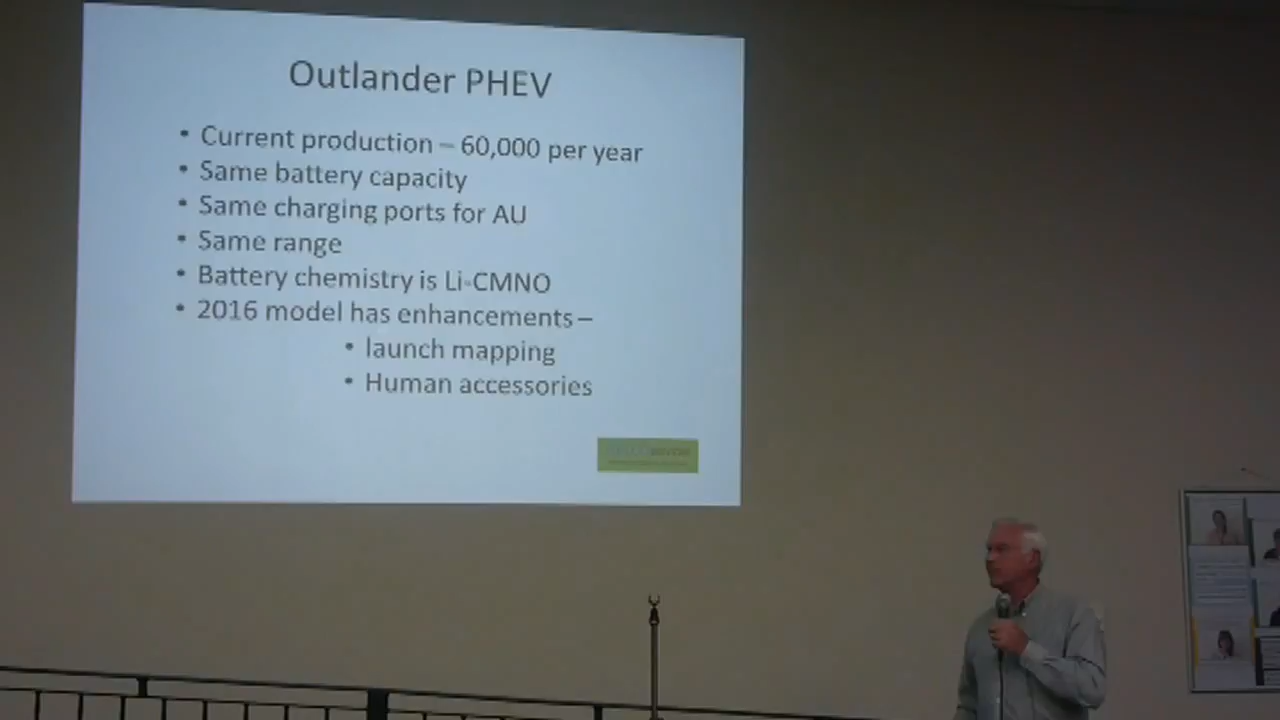 Outlander PHEV
• Current production – 60,000 per year
• Same battery capacity
• Same charging ports for AU
• Same range
• Battery chemistry is Li-CMNO
• 2016 model has enhancements –
• launch mapping
• Human accessories